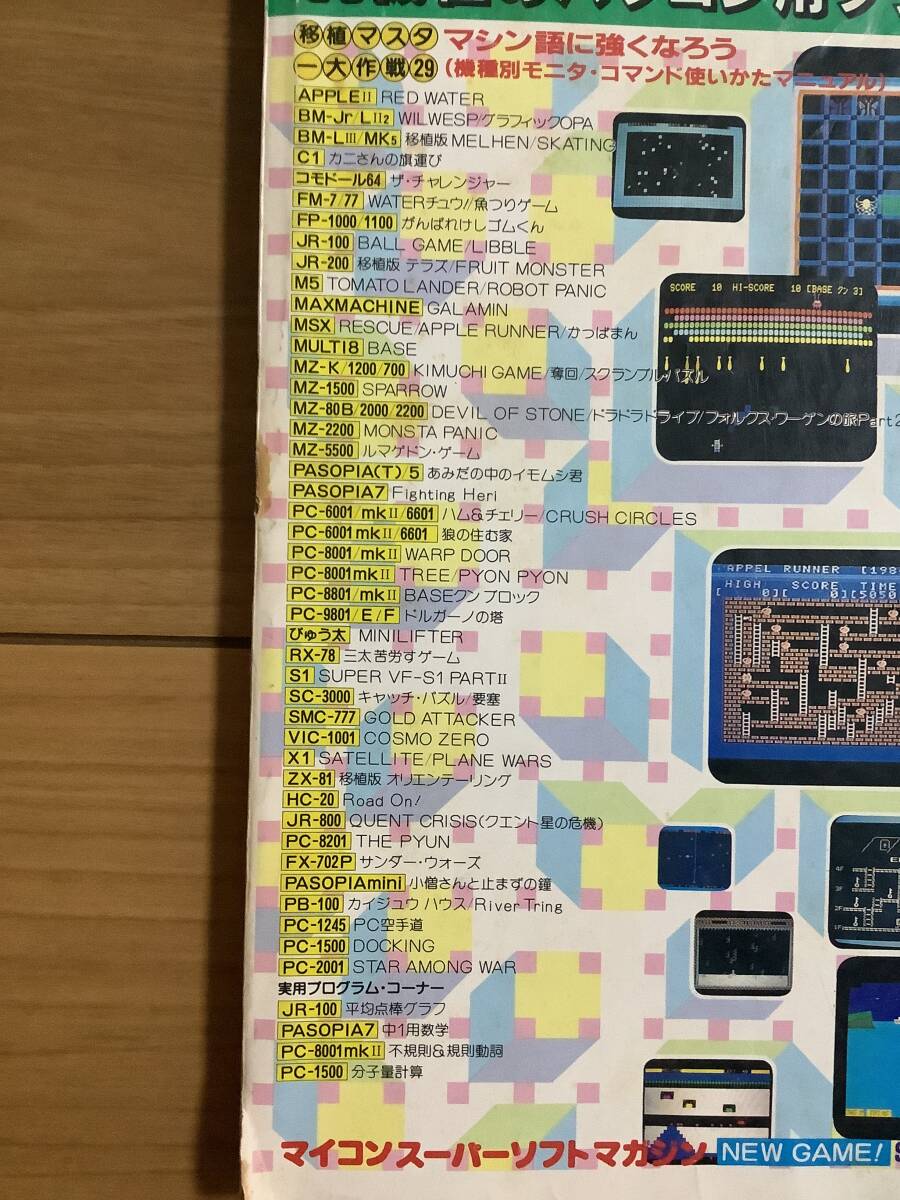 移植マスタ
ー大作戦29
マシン語に強くなろう
(機種別モニタ・コマンド使いかたマニュアル)
APPLEⅡ RED WATER
BM-Jr/LⅡ2 WILWESP/グラフィックOPA
BM-LⅢ/MK5 移植版 MELHEN/SKATING
C1 カニさんの旗運び
コモドール64 ザ・チャレンジャー
FM-7/77 WATERチュウ!/魚つりゲーム
FP-1000/1100 がんばれけしゴムくん
JR-100 BALL GAME/LIBBLE
JR-200 移植版 テラズ/FRUIT MONSTER
M5 TOMATO LANDER/ROBOT PANIC
MAXMACHINE GALAMIN
MSX RESCUE/APPLE RUNNER/かっぱまん
MULTI8 BASE
MZ-K/1200/700 KIMUCHI GAME/奪回/スクランブル・パズル
MZ-1500 SPARROW
MZ-80B/2000/2200 DEVIL OF STONE/ドラドラドライブ/フォルクス・ワーゲンの旅Part2
MZ-2200 MONSTA PANIC
MZ-5500 ルマゲドン・ゲーム
PASOPIA(T)/5 あみだの中のイモムシ君
PASOPIA7 Fighting Heri
PC-6001/mkⅡ/6601 ハム&チェリー/CRUSH CIRCLES
PC-6001mkⅡ/6601 狼の住む家
PC-8001/mkⅡ WARP DOOR
PC-8001mkⅡ TREE/PYON PYON
PC-8801/mkⅡ BASEクン ブロック
PC-9801/E/F ドルガーノの塔
ぴゅう太 MINILIFTER
RX-78 三太苦労すゲーム
S1 SUPER VF-S1 PARTⅡ
SC-3000 キャッチ・パズル/要塞
SMC-777 GOLD ATTACKER
VIC-1001 COSMO ZERO
X1 SATELLITE/PLANE WARS
ZX-81 移植版 オリエンテーリング
HC-20 Road On!
JR-800 QUENT CRISIS(クエント星の危機)
PC-8201 THE PYUN
FX-702P サンダー・ウォーズ
PASOPIAmini 小僧さんと止まずの鐘
PB-100 カイジュウ ハウス/River Tring
PC-1245 PC空手道
PC-1500 DOCKING
PC-2001 STAR AMONG WAR
実用プログラム・コーナー
JR-100 平均点棒グラフ
PASOPIA7 中1用数学
PC-8001mkⅡ 不規則&規則動詞
PC-1500 分子量計算
SCORE 10 HI-SCORE 10 [BASE クン 3]
APPEL RUNNER [198
HIGH SCORE TIME
[ 0][ 0][5050
4F
3F
2F
1F
マイコンスーパーソフトマガジン NEW GAME!